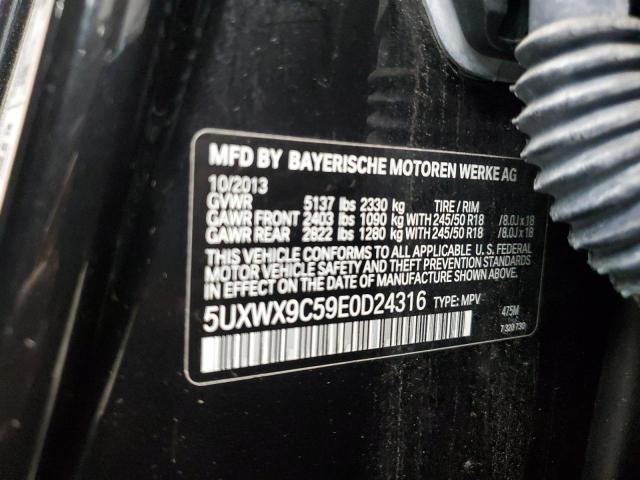 MFD BY BAYERISCHE MOTOREN WERKE AG
10/2013
GVWR 5137 lbs 2330 kg TIRE / RIM
GAWR FRONT 2403 lbs 1090 kg WITH 245/50 R18 /8.0J x 18
GAWR REAR 2822 lbs 1280 kg WITH 245/50 R18 /8.0J x 18
THIS VEHICLE CONFORMS TO ALL APPLICABLE U.S. FEDERAL
MOTOR VEHICLE SAFETY AND THEFT PREVENTION STANDARDS
IN EFFECT ON THE DATE OF MANUFACTURE SHOWN ABOVE.
5UXWX9C59E0D24316 TYPE: MPV
475M
7 320 730